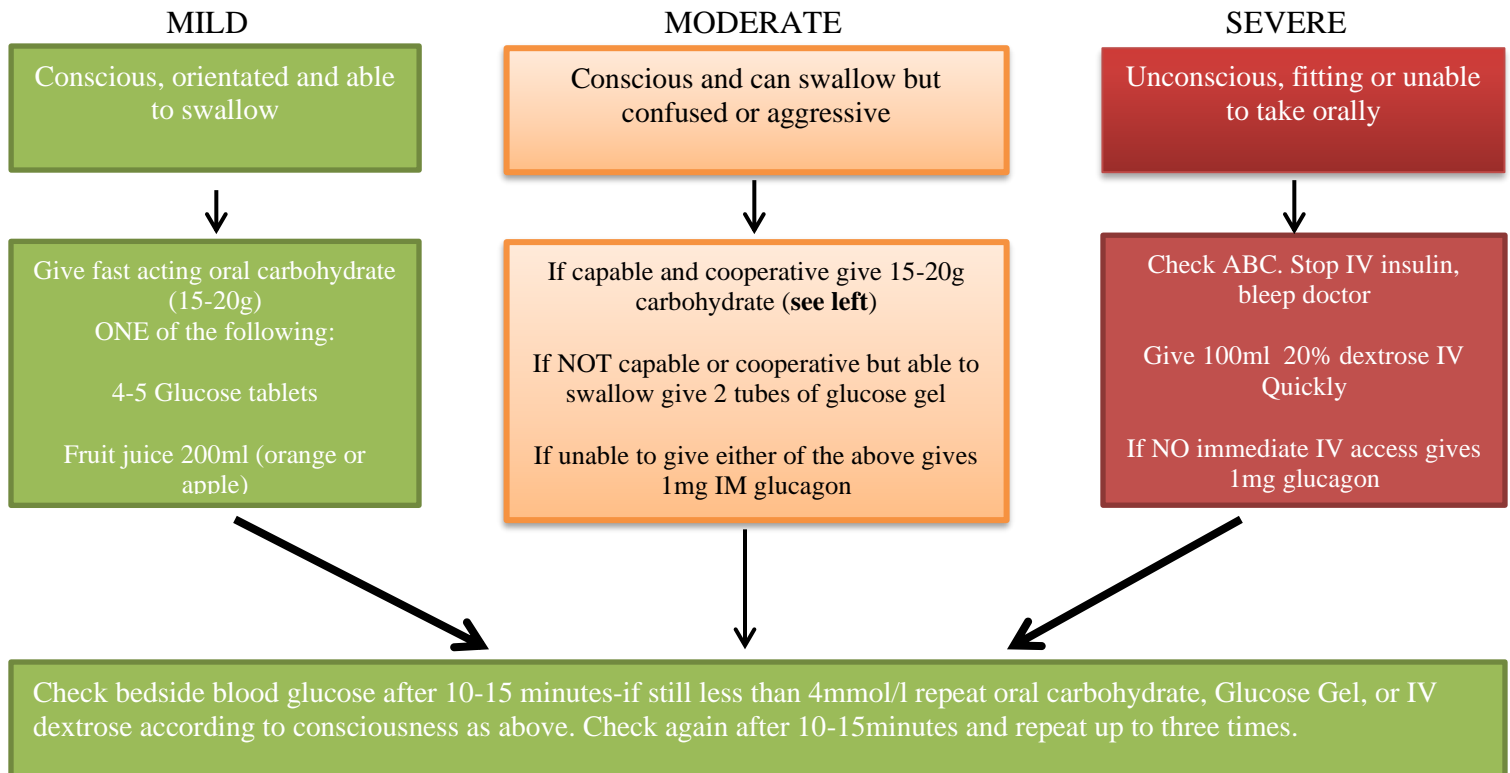 MILD
Conscious, orientated and able
to swallow
Give fast acting oral carbohydrate
(15-20g)
ONE of the following:
4-5 Glucose tablets
Fruit juice 200ml (orange or
apple)
MODERATE
Conscious and can swallow but
confused or aggressive
If capable and cooperative give 15-20g
carbohydrate (see left)
If NOT capable or cooperative but able to
swallow give 2 tubes of glucose gel
If unable to give either of the above gives
1mg IM glucagon
SEVERE
Unconscious, fitting or unable
to take orally
Check ABC. Stop IV insulin,
bleep doctor
Give 100ml 20% dextrose IV
Quickly
If NO immediate IV access gives
1mg glucagon
Check bedside blood glucose after 10-15 minutes-if still less than 4mmol/l repeat oral carbohydrate, Glucose Gel, or IV
dextrose according to consciousness as above. Check again after 10-15minutes and repeat up to three times.